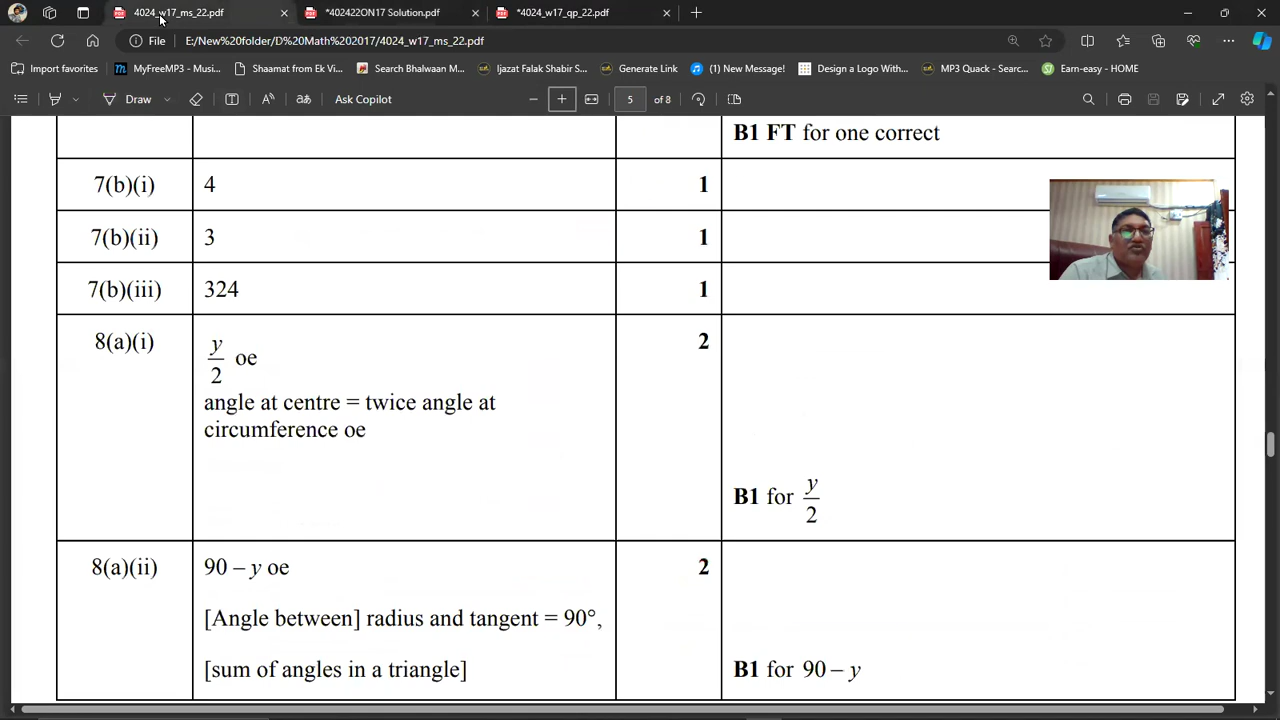 4024_w17_ms_22.pdf
*402422ON17 Solution.pdf
*4024_w17_qp_22.pdf
File
E:/New%20folder/D%20Math%202017/4024_w17_ms_22.pdf
Import favorites
MyFreeMP3 - Musi...
Shaamat from Ek Vi...
Search Bhalwaan M...
Ijazat Falak Shabir S...
Generate Link
(1) New Message!
Design a Logo With...
MP3 Quack - Searc...
Earn-easy - HOME
Draw
aあ
Ask Copilot
5
of 8
B1 FT for one correct
7(b)(i) 4 1
7(b)(ii) 3 1
7(b)(iii) 324 1
8(a)(i) y/2 oe 2
angle at centre = twice angle at
circumference oe
B1 for y/2
8(a)(ii) 90 – y oe 2
[Angle between] radius and tangent = 90°,
[sum of angles in a triangle]
B1 for 90 – y